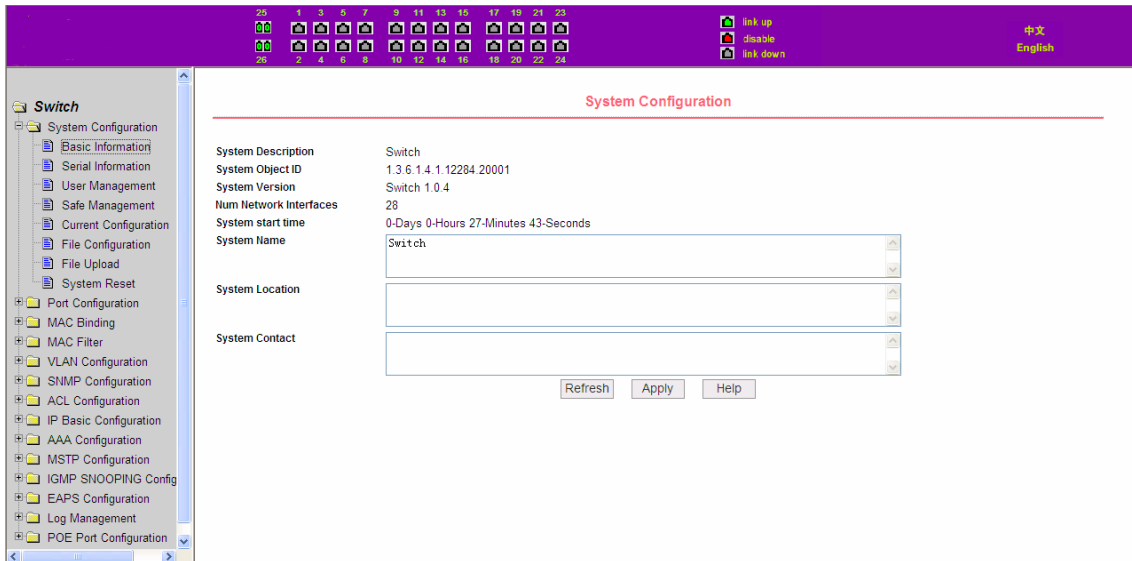 25 1 3 5 7 9 11 13 15 17 19 21 23
26 2 4 6 8 10 12 14 16 18 20 22 24
link up
disable
link down
中文
English
Switch
System Configuration
Basic Information
Serial Information
User Management
Safe Management
Current Configuration
File Configuration
File Upload
System Reset
Port Configuration
MAC Binding
MAC Filter
VLAN Configuration
SNMP Configuration
ACL Configuration
IP Basic Configuration
AAA Configuration
MSTP Configuration
IGMP SNOOPING Config
EAPS Configuration
Log Management
POE Port Configuration
System Configuration
System Description Switch
System Object ID 1.3.6.1.4.1.12284.20001
System Version Switch 1.0.4
Num Network Interfaces 28
System start time 0-Days 0-Hours 27-Minutes 43-Seconds
System Name Switch
System Location
System Contact
Refresh Apply Help